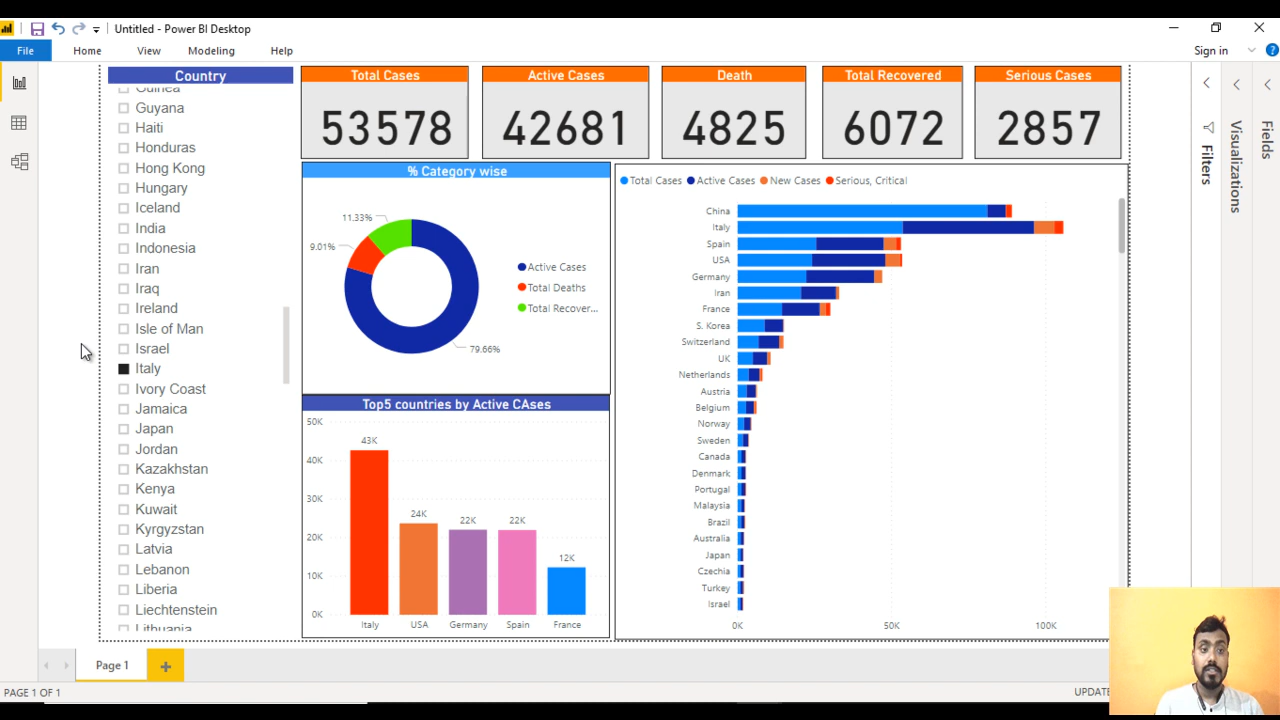 Untitled - Power BI Desktop
File Home View Modeling Help Sign in
Country
Guinea
Guyana
Haiti
Honduras
Hong Kong
Hungary
Iceland
India
Indonesia
Iran
Iraq
Ireland
Isle of Man
Israel
Italy
Ivory Coast
Jamaica
Japan
Jordan
Kazakhstan
Kenya
Kuwait
Kyrgyzstan
Latvia
Lebanon
Liberia
Liechtenstein
Lithuania
Total Cases
53578
Active Cases
42681
Death
4825
Total Recovered
6072
Serious Cases
2857
% Category wise
11.33%
9.01%
79.66%
Active Cases
Total Deaths
Total Recover...
Top5 countries by Active CAses
50K
40K
30K
20K
10K
0K
43K
24K
22K
22K
12K
Italy USA Germany Spain France
Total Cases Active Cases New Cases Serious, Critical
China
Italy
Spain
USA
Germany
Iran
France
S. Korea
Switzerland
UK
Netherlands
Austria
Belgium
Norway
Sweden
Canada
Denmark
Portugal
Malaysia
Brazil
Australia
Japan
Czechia
Turkey
Israel
0K 50K 100K
Filters
Visualizations
Fields
Page 1
PAGE 1 OF 1
UPDATE